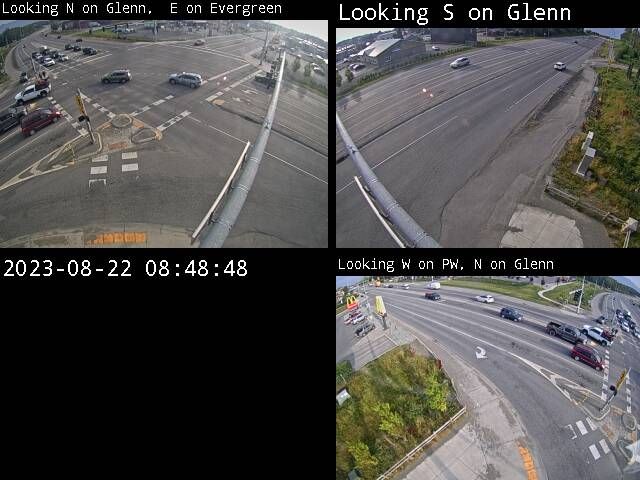 Looking N on Glenn,  E on Evergreen
Looking S on Glenn
2023-08-22 08:48:48
Looking W on PW, N on Glenn